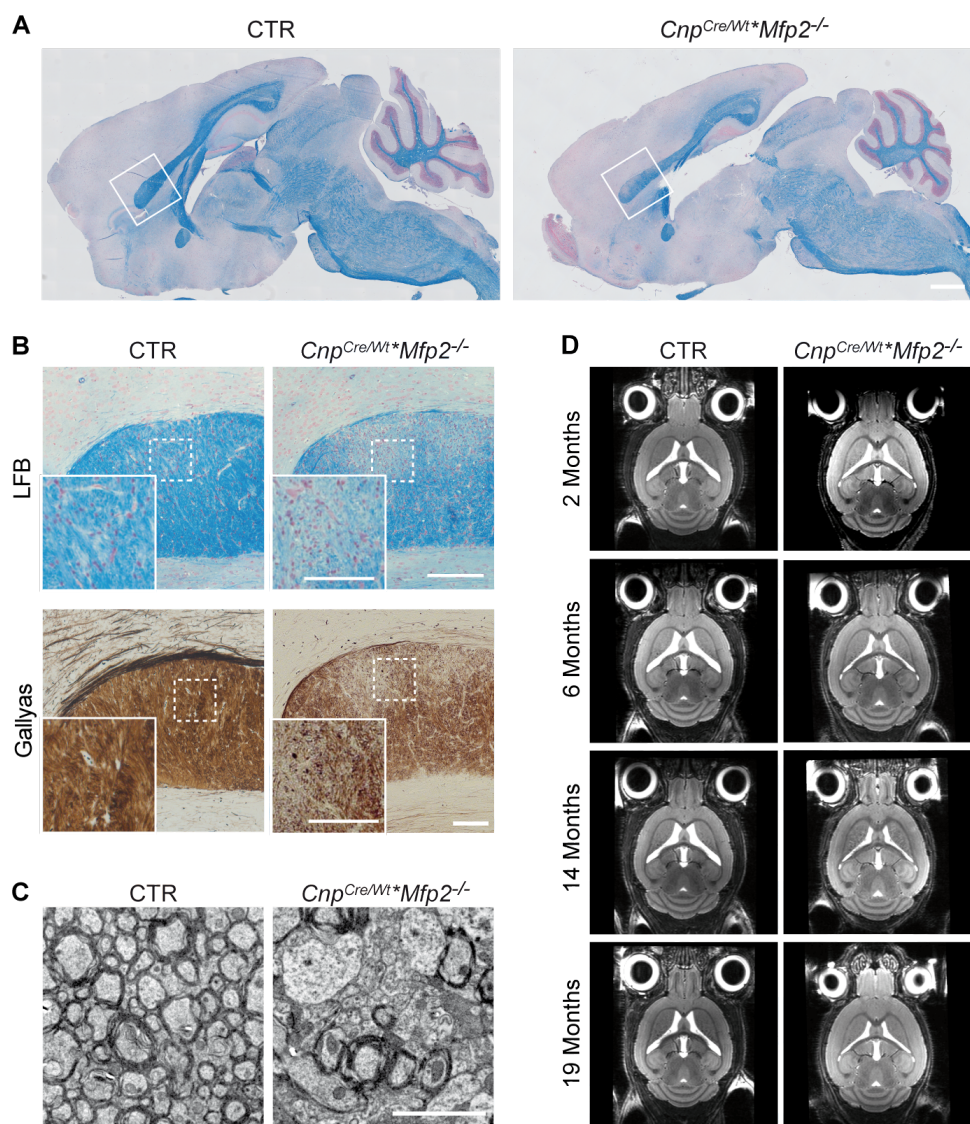 A
CTR
Cnp^Cre/Wt*Mfp2^-/-
B
CTR
Cnp^Cre/Wt*Mfp2^-/-
LFB
Gallyas
C
CTR
Cnp^Cre/Wt*Mfp2^-/-
D
CTR
Cnp^Cre/Wt*Mfp2^-/-
2 Months
6 Months
14 Months
19 Months